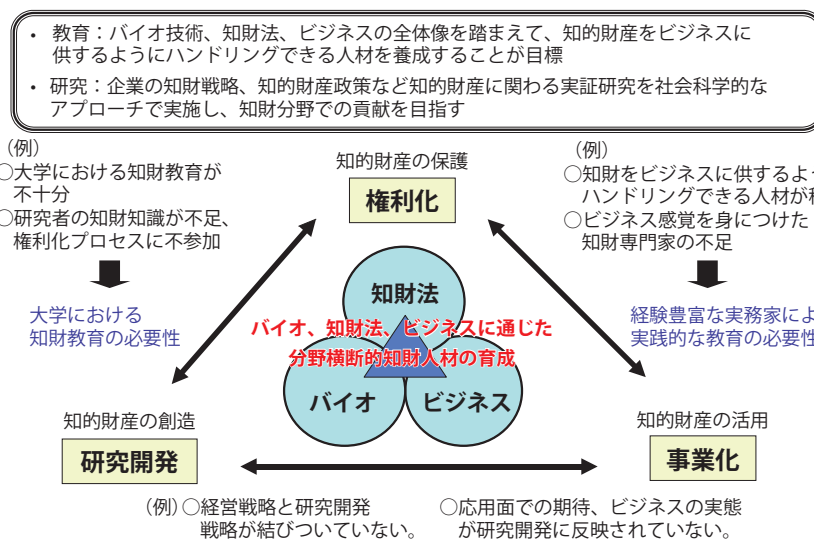 ・ 教育：バイオ技術、知財法、ビジネスの全体像を踏まえて、知的財産をビジネスに
供するようにハンドリングできる人材を養成することが目標
・ 研究：企業の知財戦略、知的財産政策など知的財産に関わる実証研究を社会科学的な
アプローチで実施し、知財分野での貢献を目指す
（例）
○大学における知財教育が
不十分
○研究者の知財知識が不足、
権利化プロセスに不参加
大学における
知財教育の必要性
知的財産の保護
権利化
（例）
○知財をビジネスに供するよう
ハンドリングできる人材が
○ビジネス感覚を身につけた
知財専門家の不足
経験豊富な実務家によ
実践的な教育の必要性
知財法
バイオ、知財法、ビジネスに通じた
分野横断的知財人材の育成
バイオ
ビジネス
知的財産の創造
研究開発
知的財産の活用
事業化
（例）○経営戦略と研究開発
戦略が結びついていない。
○応用面での期待、ビジネスの実態
が研究開発に反映されていない。